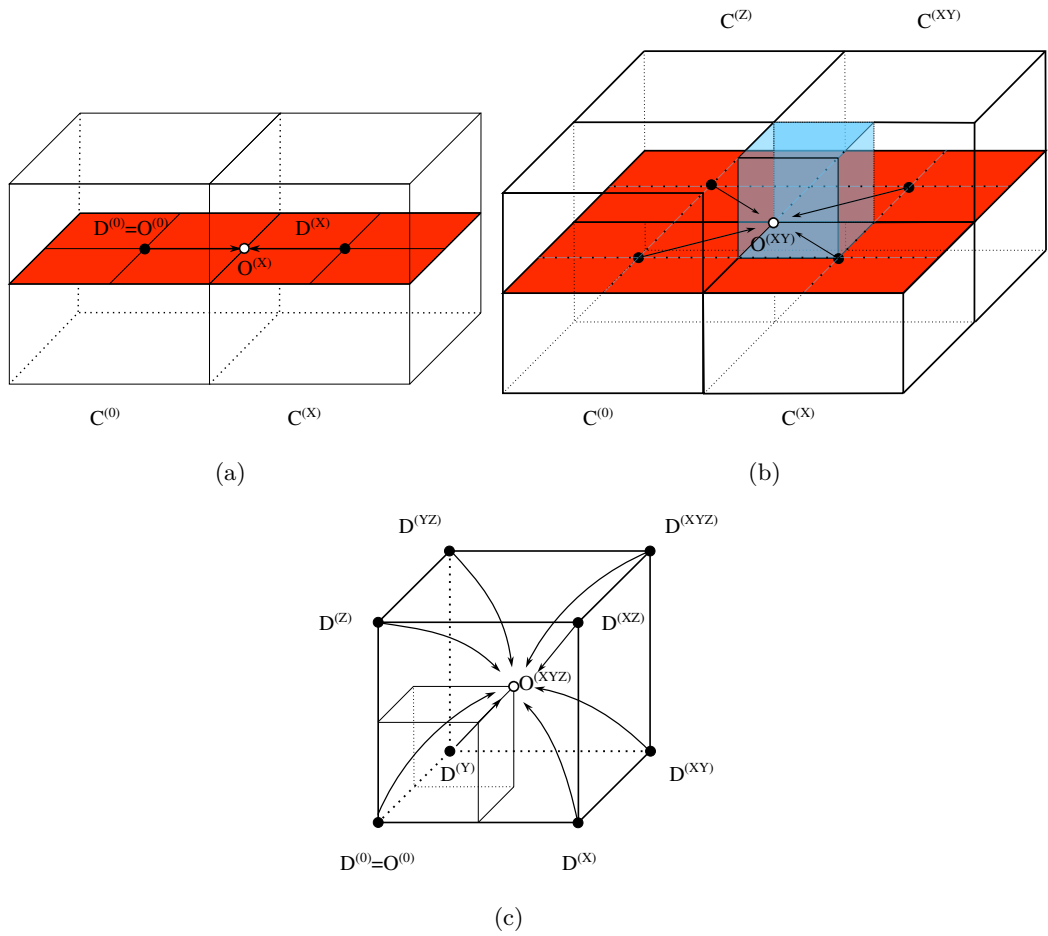 C(Z) C(XY)
D(0)=O(0) D(X)
O(X)
O(XY)
C(0) C(X)
C(0) C(X)
(a) (b)
D(YZ) D(XYZ)
D(Z) D(XZ)
O(XYZ)
D(Y) D(XY)
D(0)=O(0) D(X)
(c)